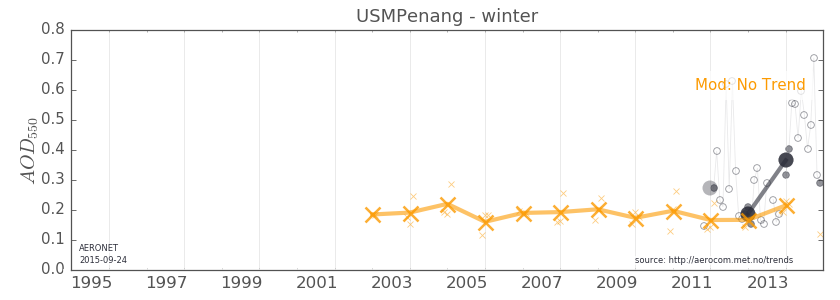 USMPenang - winter
0.8
0.7
0.6
0.5
0.4
0.3
0.2
0.1
0.0
AOD550
Mod: No Trend
AERONET
2015-09-24
source: http://aerocom.met.no/trends
1995 1997 1999 2001 2003 2005 2007 2009 2011 2013